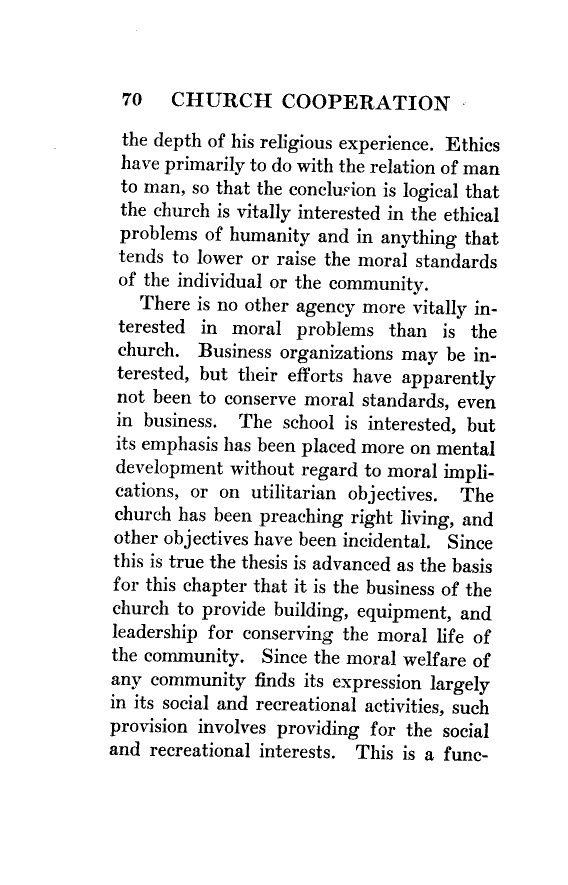 70 CHURCH COOPERATION
the depth of his religious experience. Ethics
have primarily to do with the relation of man
to man, so that the conclusion is logical that
the church is vitally interested in the ethical
problems of humanity and in anything that
tends to lower or raise the moral standards
of the individual or the community.
There is no other agency more vitally in-
terested in moral problems than is the
church. Business organizations may be in-
terested, but their efforts have apparently
not been to conserve moral standards, even
in business. The school is interested, but
its emphasis has been placed more on mental
development without regard to moral impli-
cations, or on utilitarian objectives. The
church has been preaching right living, and
other objectives have been incidental. Since
this is true the thesis is advanced as the basis
for this chapter that it is the business of the
church to provide building, equipment, and
leadership for conserving the moral life of
the community. Since the moral welfare of
any community finds its expression largely
in its social and recreational activities, such
provision involves providing for the social
and recreational interests. This is a func-